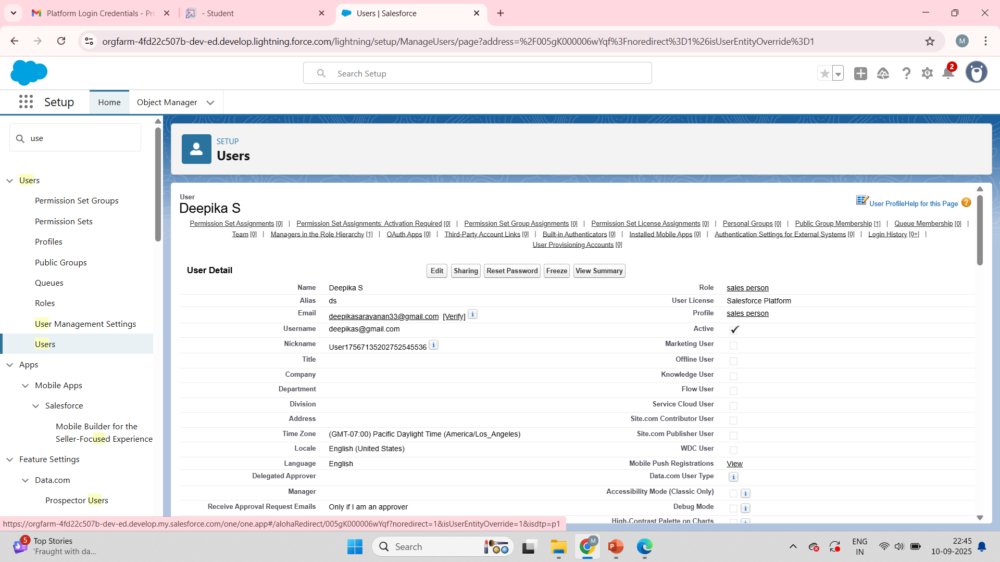 Platform Login Credentials - Pro
- Student
Users | Salesforce
orgfarm-4fd22c507b-dev-ed.develop.lightning.force.com/lightning/setup/ManageUsers/page?address=%2F005gK000006wYqf%3Fnoredirect%3D1%26isUserEntityOverride%3D1
M
Search Setup
2
Setup
Home
Object Manager
use
Users
Permission Set Groups
Permission Sets
Profiles
Public Groups
Queues
Roles
User Management Settings
Users
Apps
Mobile Apps
Salesforce
Mobile Builder for the
Seller-Focused Experience
Feature Settings
Data.com
Prospector Users
SETUP
Users
User
Deepika S
User Profile Help for this Page ?
Permission Set Assignments [0] | Permission Set Assignments: Activation Required [0] | Permission Set Group Assignments [0] | Permission Set License Assignments [0] | Personal Groups [0] | Public Group Membership [1] | Queue Membership [0] |
Team [0] | Managers in the Role Hierarchy [1] | OAuth Apps [0] | Third-Party Account Links [0] | Built-in Authenticators [0] | Installed Mobile Apps [0] | Authentication Settings for External Systems [0] | Login History [0+] |
User Provisioning Accounts [0]
User Detail
Edit Sharing Reset Password Freeze View Summary
Name Deepika S Role sales person
Alias ds User License Salesforce Platform
Email deepikasaravanan33@gmail.com [Verify] i Profile sales person
Username deepikas@gmail.com Active
Nickname User17567135202752545536 i Marketing User
Title Offline User
Company Knowledge User
Department Flow User
Division Service Cloud User
Address Site.com Contributor User
Time Zone (GMT-07:00) Pacific Daylight Time (America/Los_Angeles) Site.com Publisher User
Locale English (United States) WDC User
Language English Mobile Push Registrations View
Delegated Approver Data.com User Type i
Manager Accessibility Mode (Classic Only) i
Receive Approval Request Emails Only if I am an approver Debug Mode i
High-Contrast Palette on Charts i
https://orgfarm-4fd22c507b-dev-ed.develop.my.salesforce.com/one/one.app#/alohaRedirect/005gK000006wYqf?noredirect=1&isUserEntityOverride=1&isdtp=p1
5
Top Stories
'Fraught with da...
Search
M
P
ENG
IN
22:45
10-09-2025